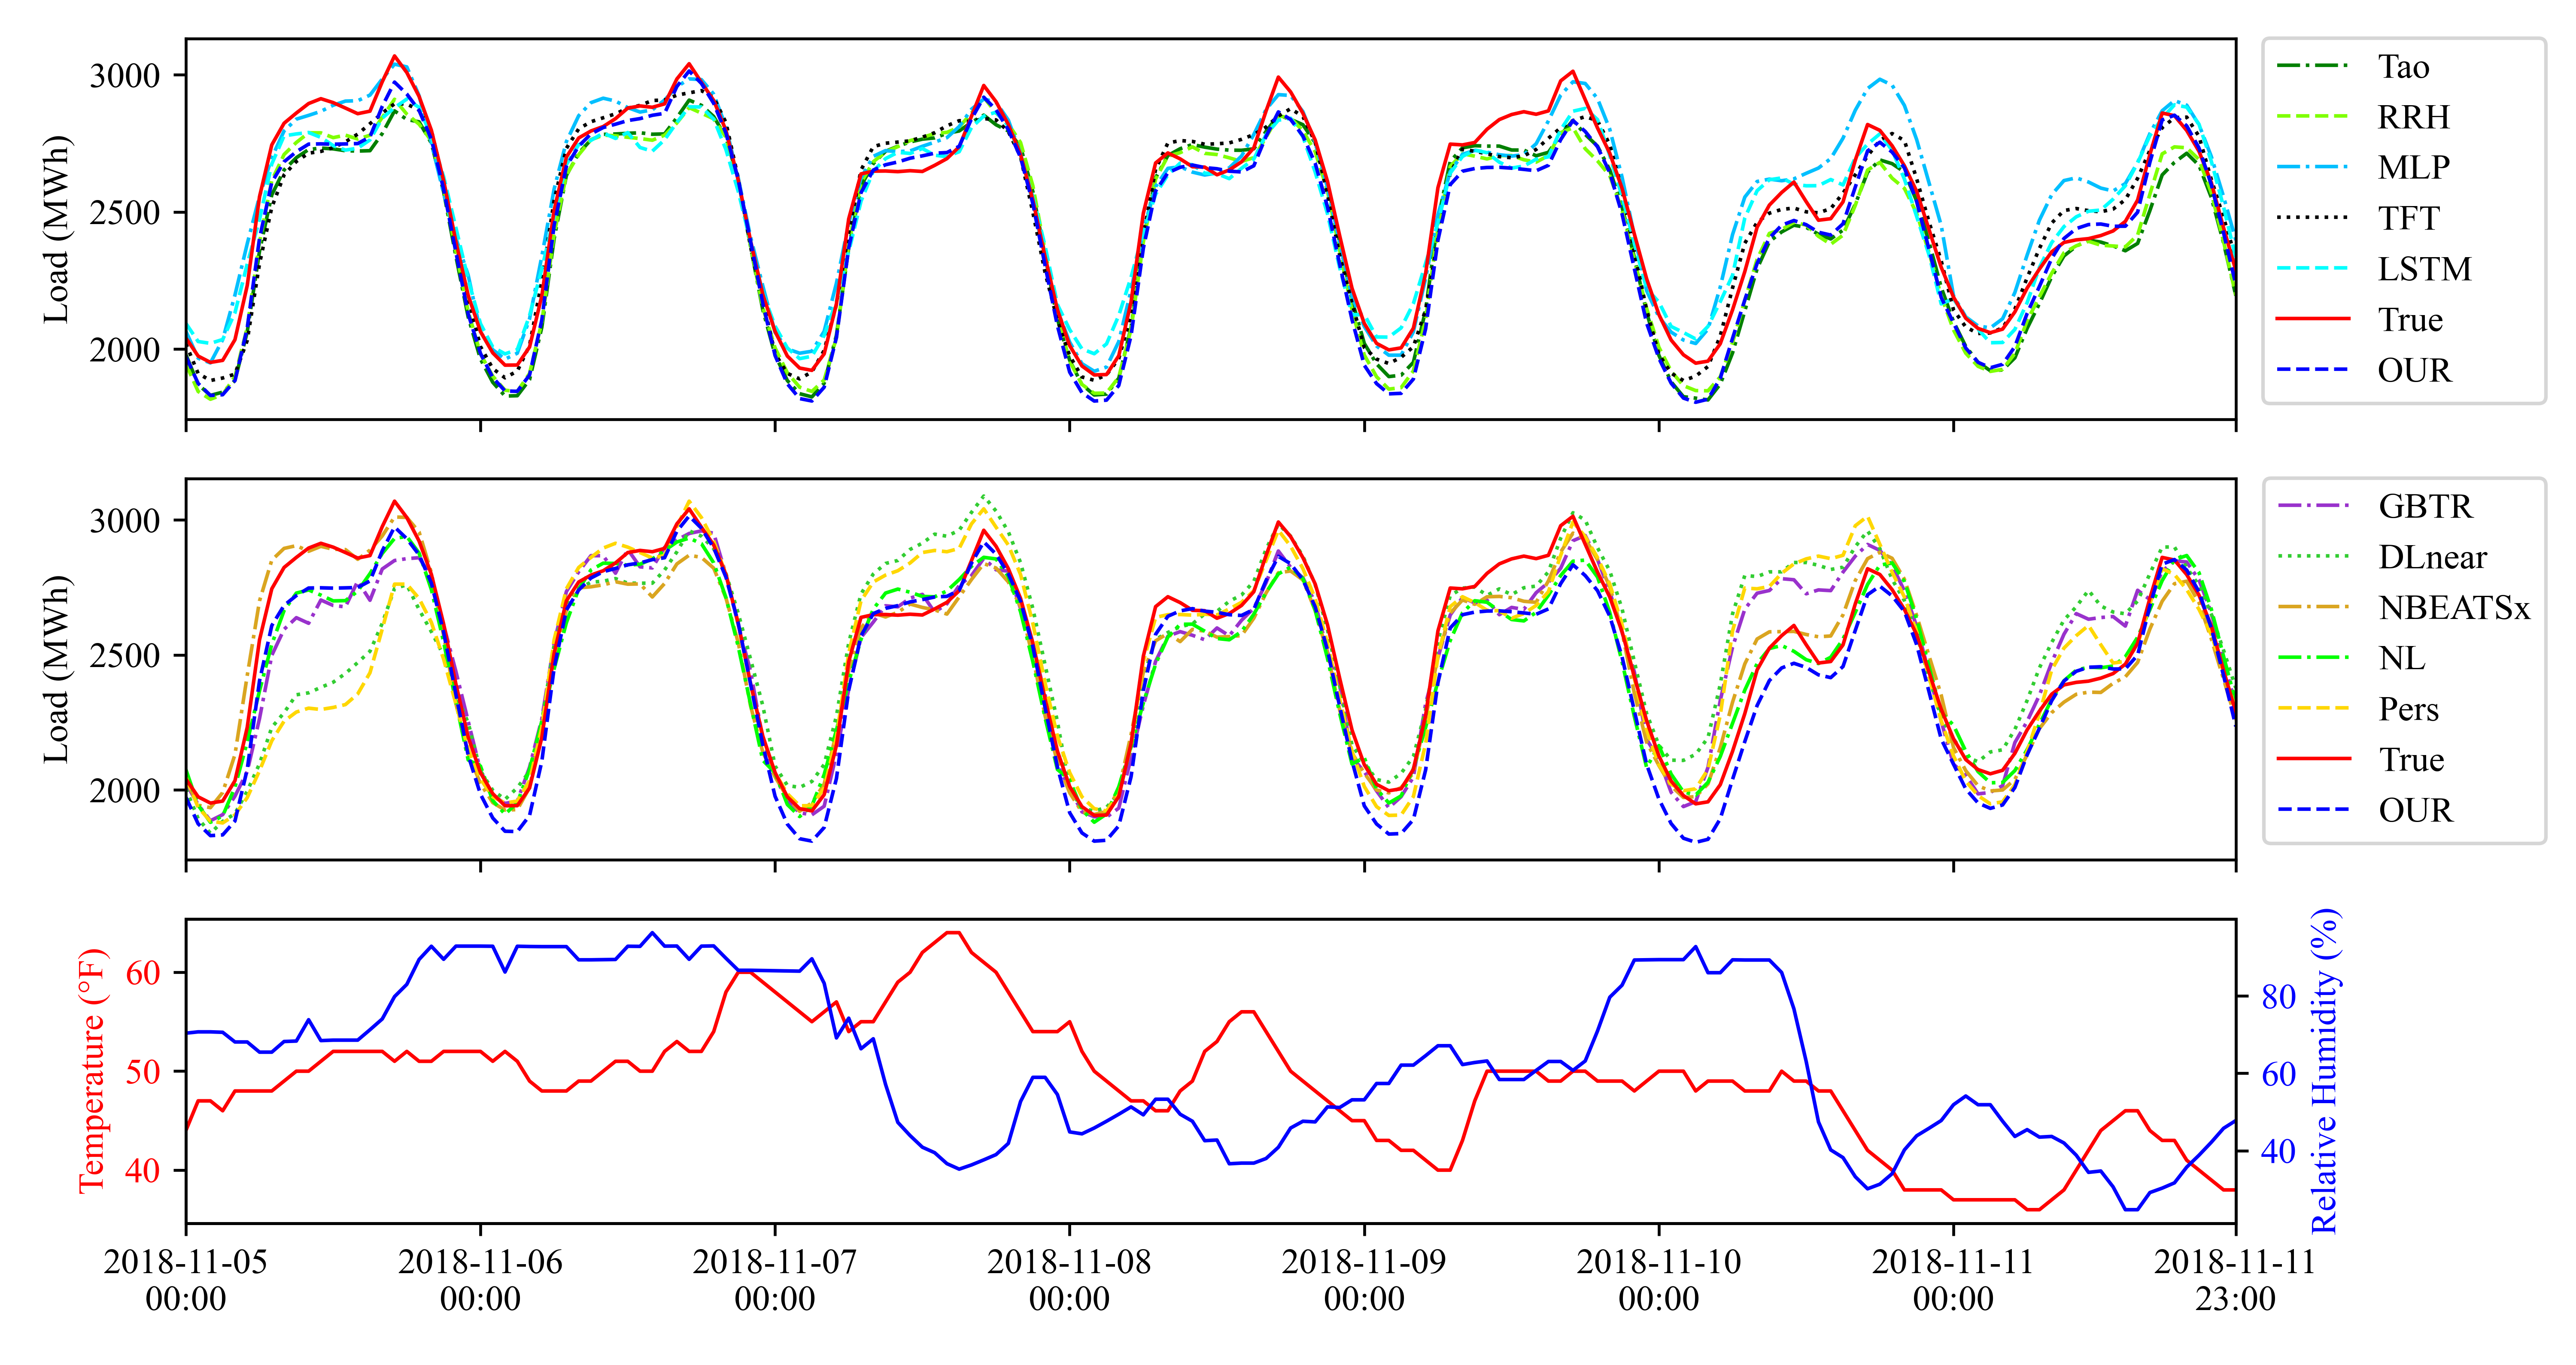 3000
2500
2000
Load (MWh)
Tao
RRH
MLP
TFT
LSTM
True
OUR
3000
2500
2000
Load (MWh)
GBTR
DLnear
NBEATSx
NL
Pers
True
OUR
60
50
40
Temperature (°F)
80
60
40
Relative Humidity (%)
2018-11-05 2018-11-06 2018-11-07 2018-11-08 2018-11-09 2018-11-10 2018-11-11 2018-11-11
00:00 00:00 00:00 00:00 00:00 00:00 00:00 23:00